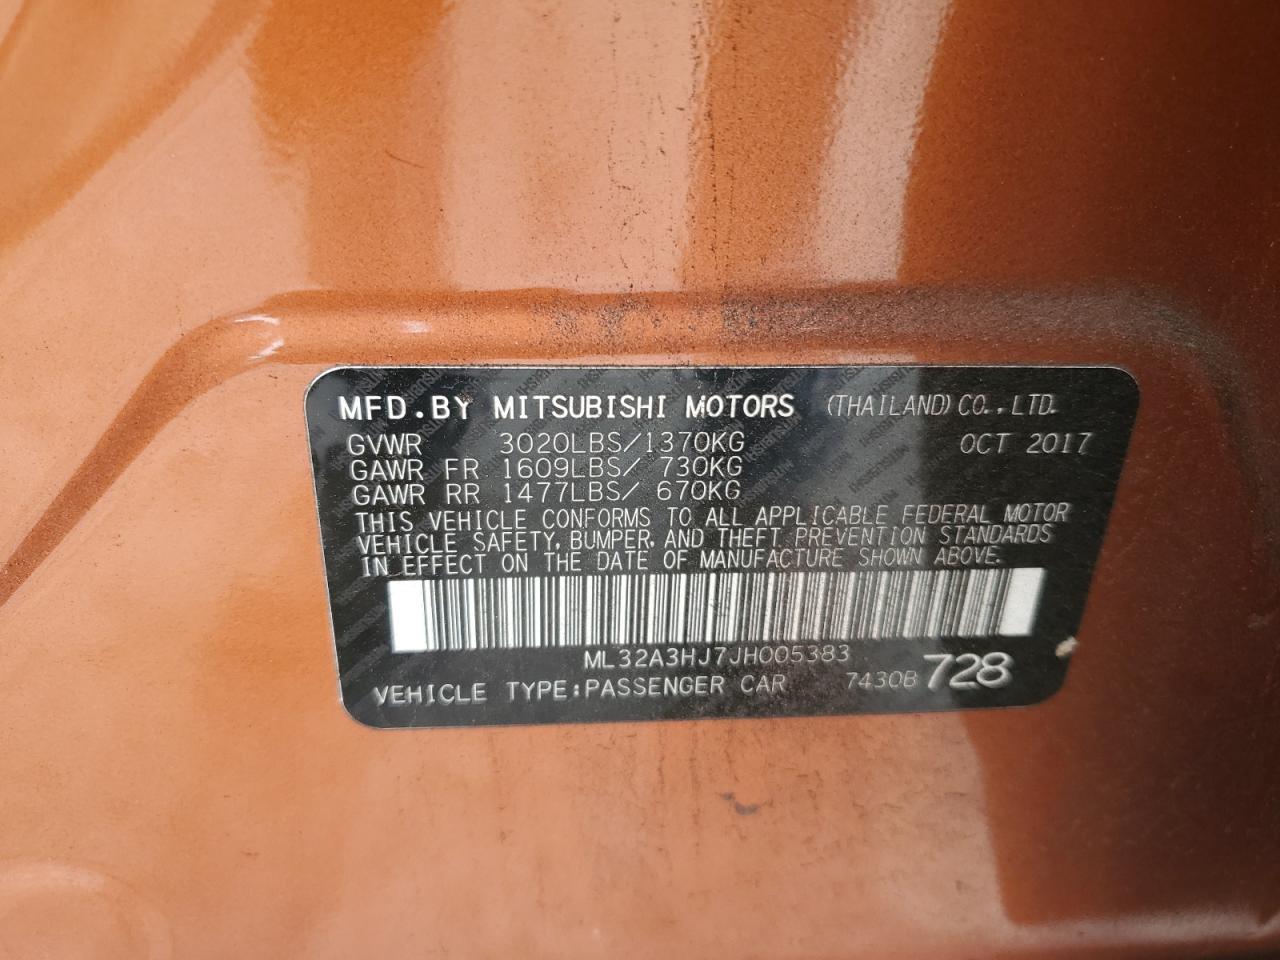 MFD.BY MITSUBISHI MOTORS (THAILAND) CO.,LTD.
GVWR 3020LBS/1370KG OCT 2017
GAWR FR 1609LBS/ 730KG
GAWR RR 1477LBS/ 670KG
THIS VEHICLE CONFORMS TO ALL APPLICABLE FEDERAL MOTOR
VEHICLE SAFETY, BUMPER, AND THEFT PREVENTION STANDARDS
IN EFFECT ON THE DATE OF MANUFACTURE SHOWN ABOVE.
ML32A3HJ7JH005383
VEHICLE TYPE:PASSENGER CAR 7430B 728